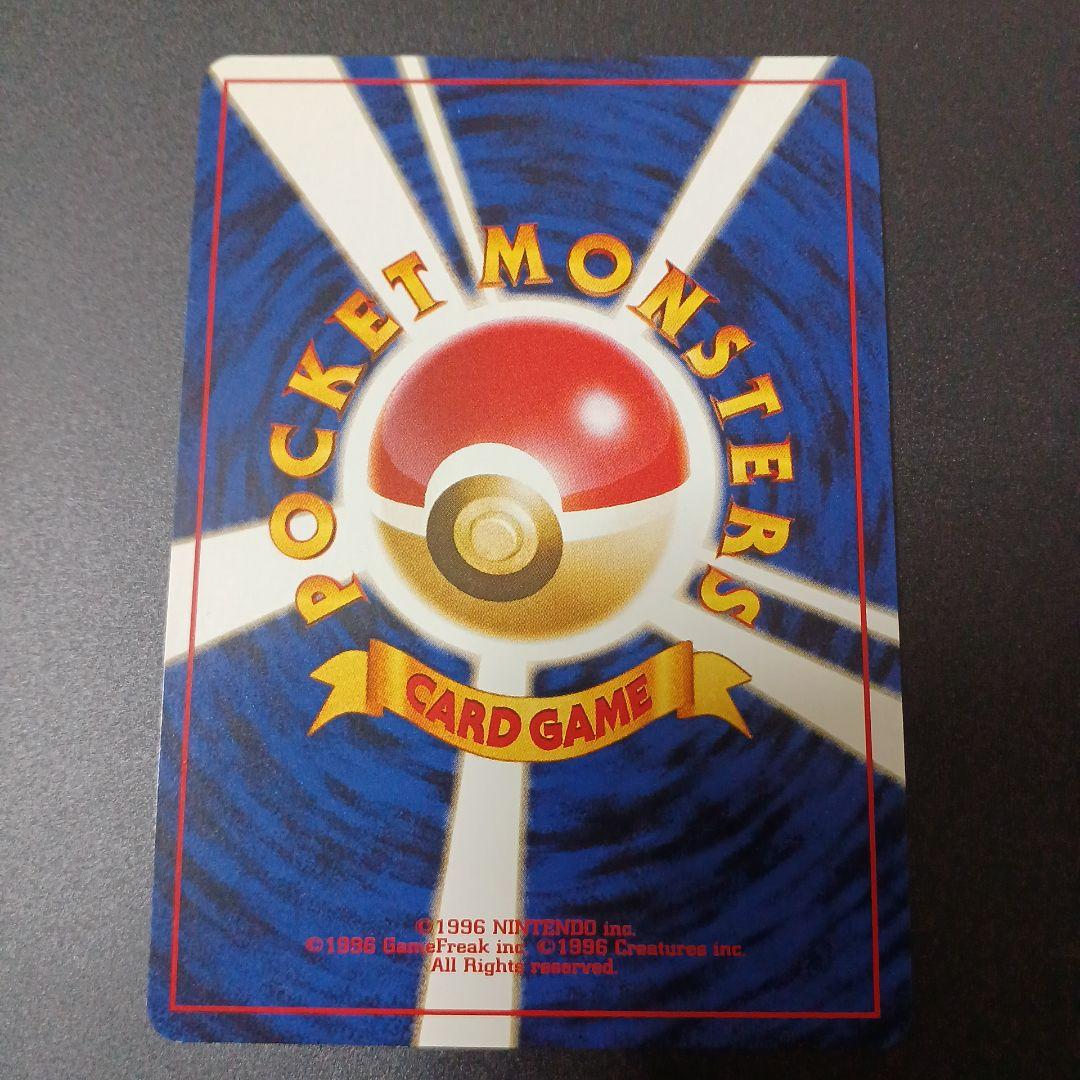 POCKET MONSTERS
CARD GAME
©1996 NINTENDO inc.
©1996 GameFreak inc. ©1996 Creatures inc.
All Rights reserved.